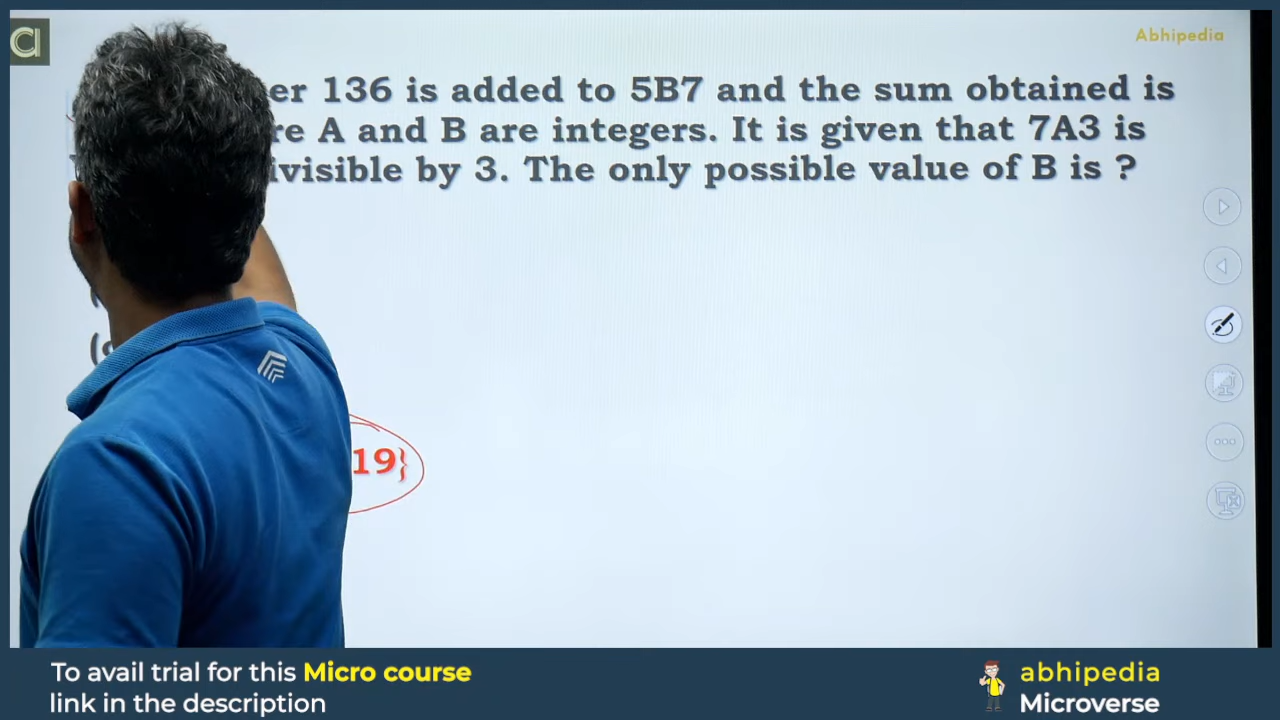 Abhipedia
er 136 is added to 5B7 and the sum obtained is
re A and B are integers. It is given that 7A3 is
ivisible by 3. The only possible value of B is ?
19}
To avail trial for this Micro course
link in the description
abhipedia
Microverse